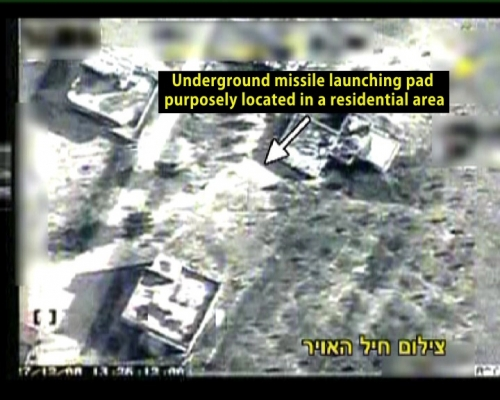 Underground missile launching pad
purposely located in a residential area
צילום חיל האויר